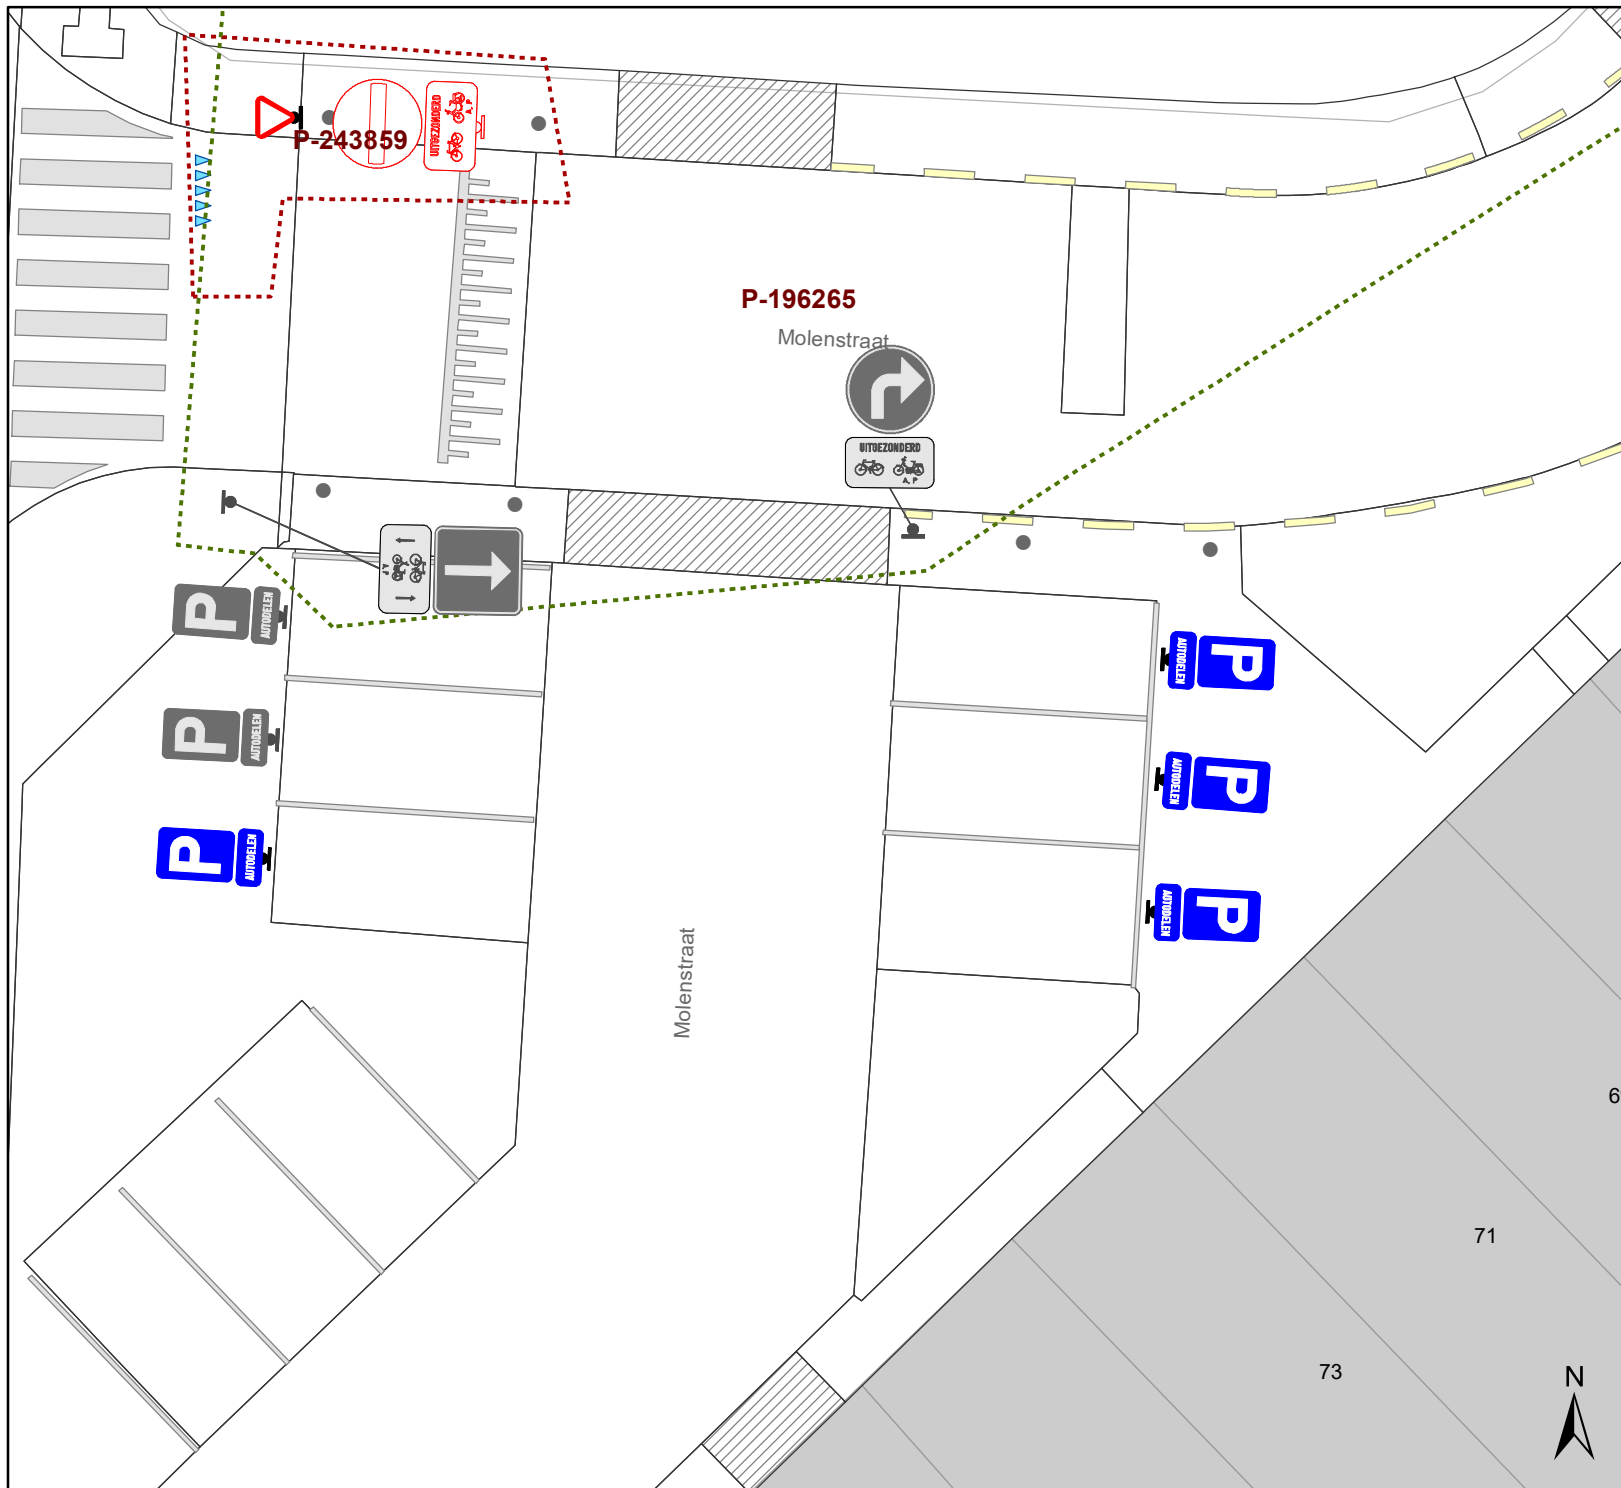 UITGEZONDERD
A, P
P-243859
P-196265
Molenstraat
UITGEZONDERD
A, P
A, P
P
AUTODELEN
P
AUTODELEN
P
AUTODELEN
AUTODELEN
P
AUTODELEN
P
AUTODELEN
P
Molenstraat
6
71
73
N